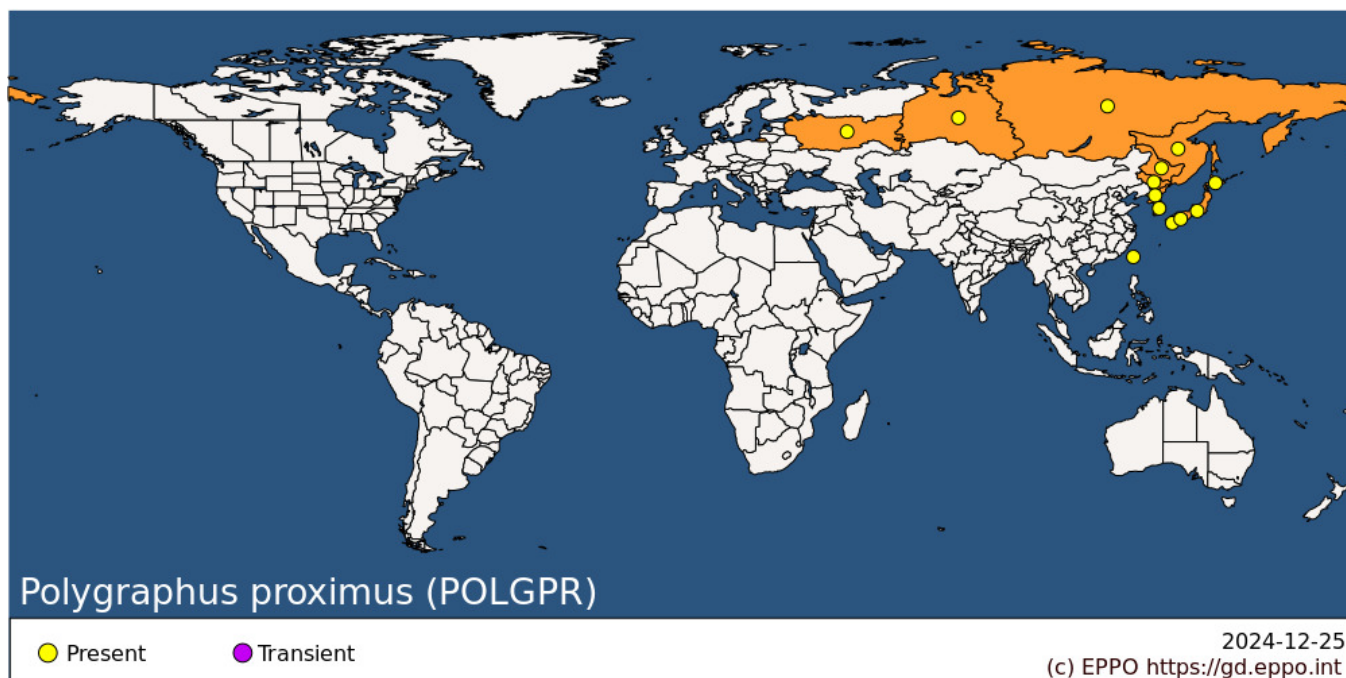 Polygraphus proximus (POLGPR)
Present
Transient
2024-12-25
(c) EPPO https://gd.eppo.int